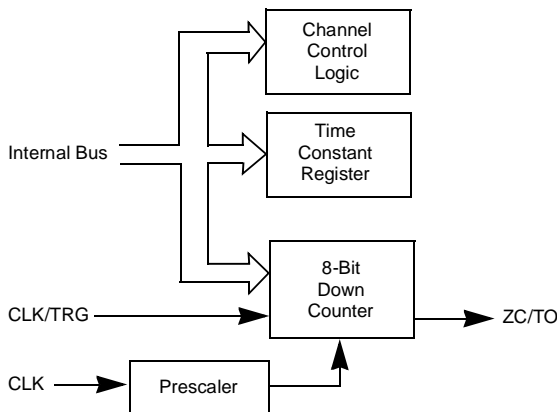 Channel
Control
Logic
Internal Bus
Time
Constant
Register
8-Bit
Down
Counter
CLK/TRG
ZC/TO
CLK
Prescaler